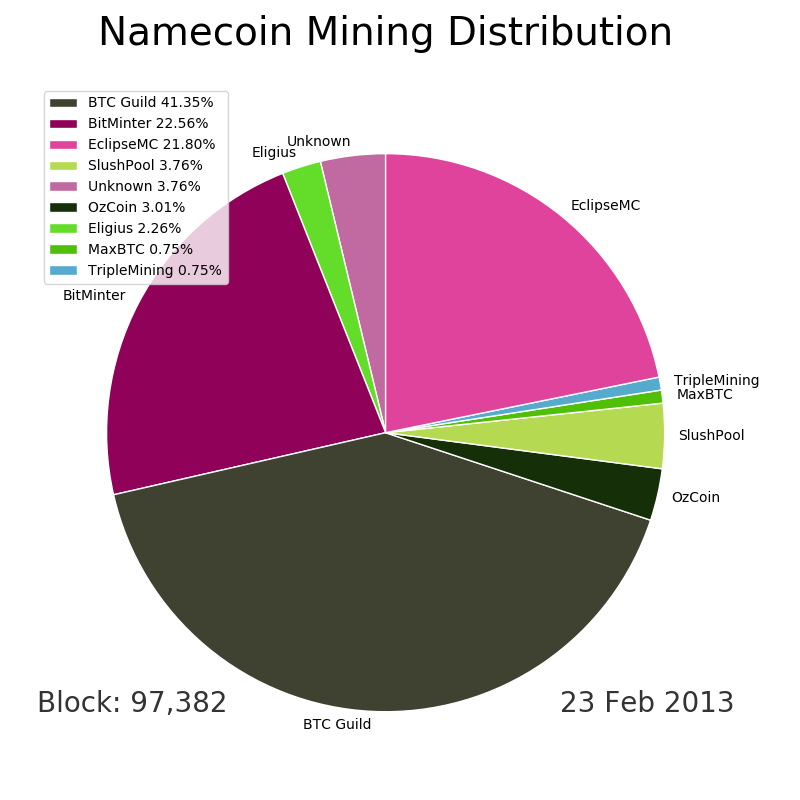 Namecoin Mining Distribution
BTC Guild 41.35%
BitMinter 22.56%
EclipseMC 21.80%
SlushPool 3.76%
Unknown 3.76%
OzCoin 3.01%
Eligius 2.26%
MaxBTC 0.75%
TripleMining 0.75%
Unknown
Eligius
EclipseMC
BitMinter
TripleMining
MaxBTC
SlushPool
OzCoin
BTC Guild
Block: 97,382
23 Feb 2013